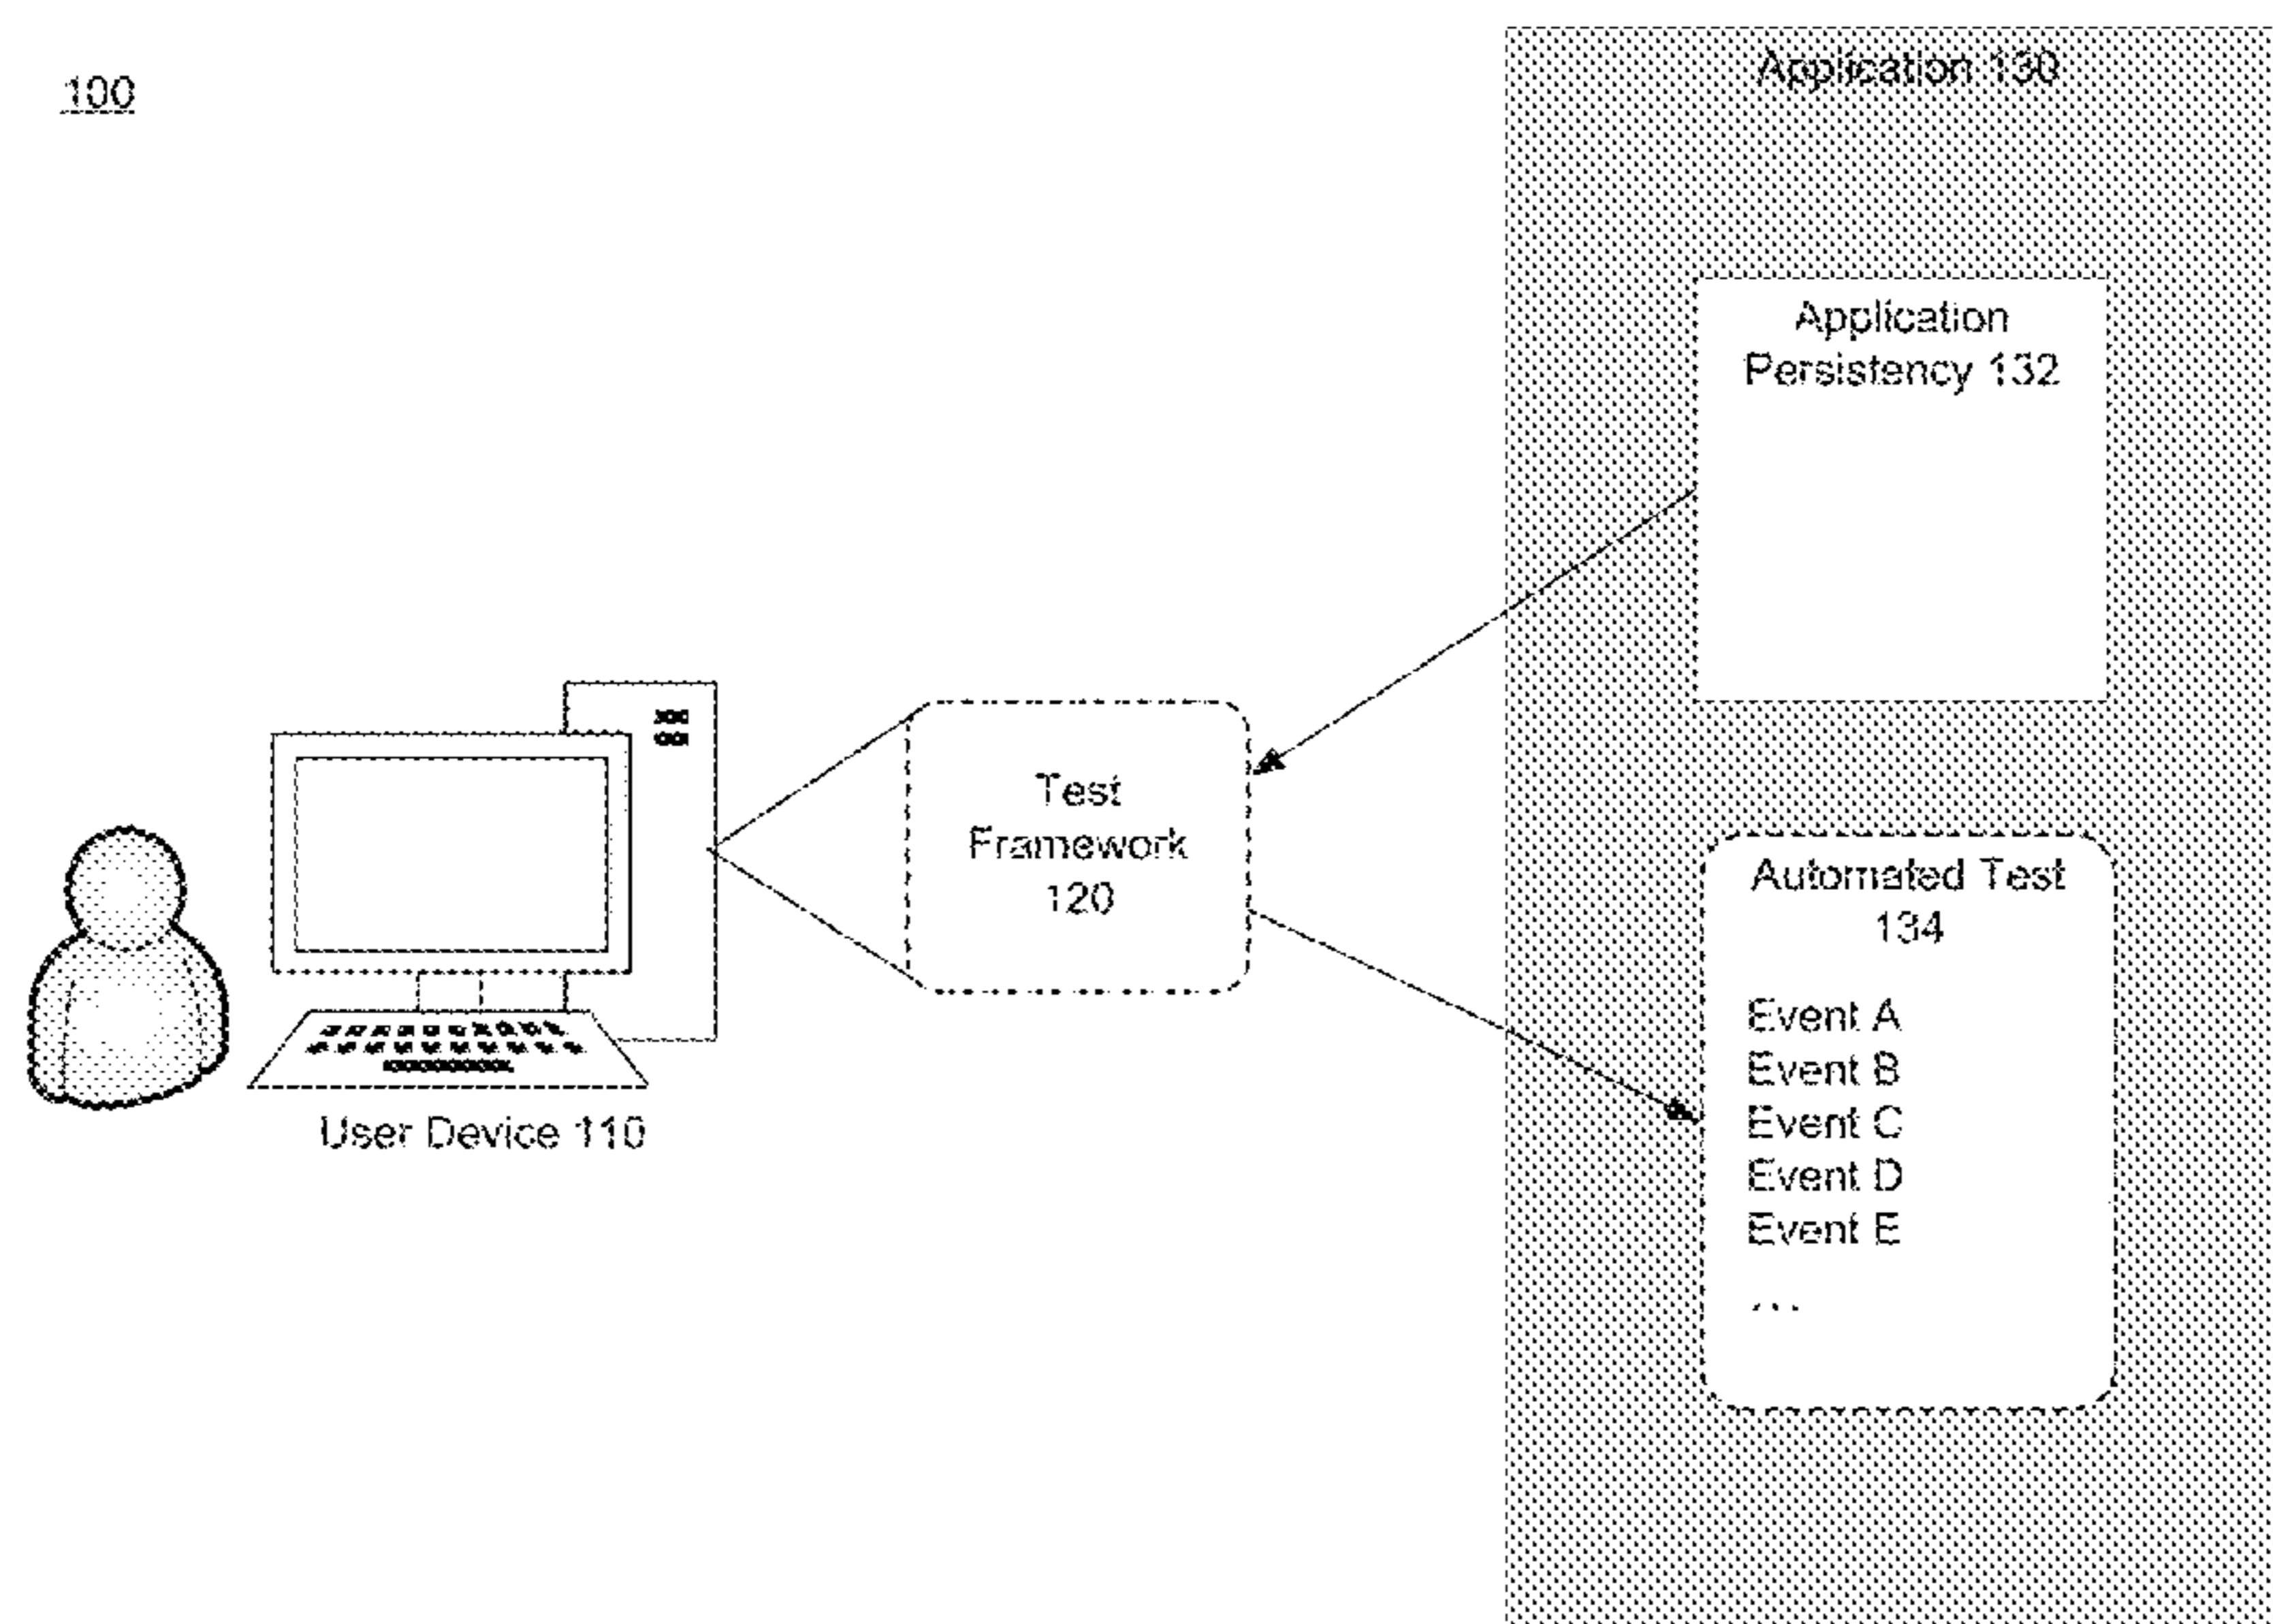 100
Application 130
Application
Persistency 132
Test
Framework
120
User Device 110
Automated Test
134
Event A
Event B
Event C
Event D
Event E
...